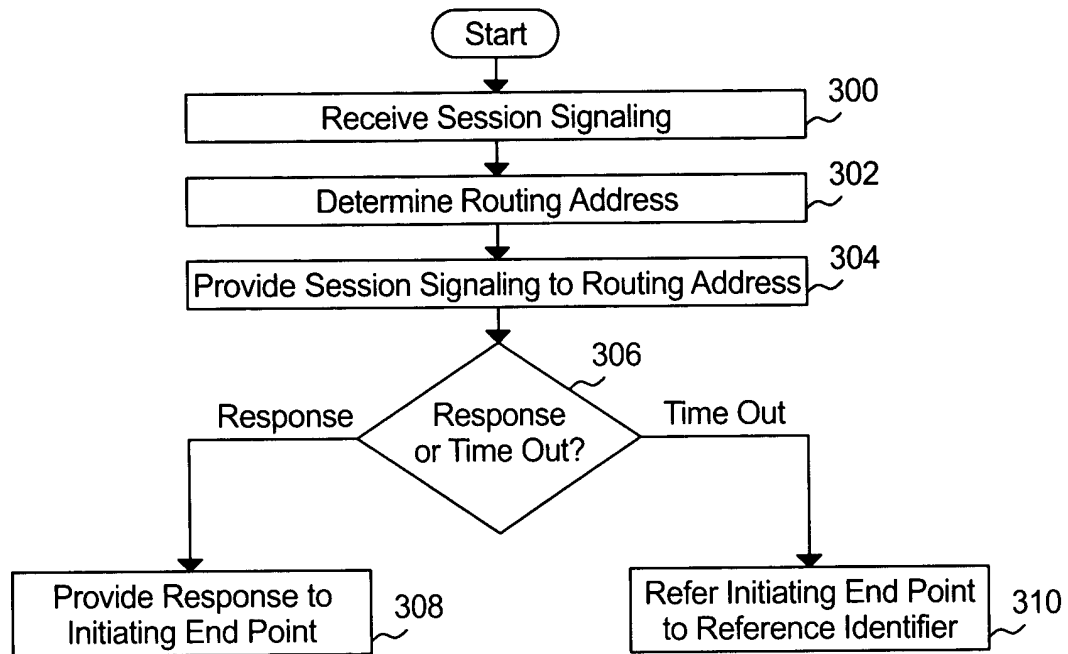 Start
Receive Session Signaling
300
Determine Routing Address
302
Provide Session Signaling to Routing Address
304
306
Response
Response
or Time Out?
Time Out
Provide Response to
Initiating End Point
308
Refer Initiating End Point
to Reference Identifier
310